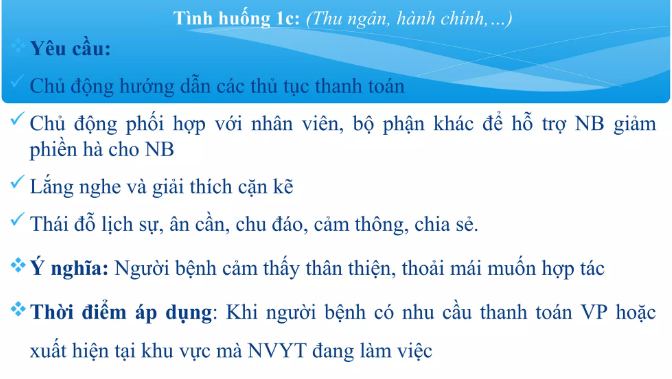 Tình huống 1c: (Thu ngân, hành chính,…)
Yêu cầu:
Chủ động hướng dẫn các thủ tục thanh toán
Chủ động phối hợp với nhân viên, bộ phận khác để hỗ trợ NB giảm
phiền hà cho NB
Lắng nghe và giải thích cặn kẽ
Thái đỗ lịch sự, ân cần, chu đáo, cảm thông, chia sẻ.
Ý nghĩa: Người bệnh cảm thấy thân thiện, thoải mái muốn hợp tác
Thời điểm áp dụng: Khi người bệnh có nhu cầu thanh toán VP hoặc
xuất hiện tại khu vực mà NVYT đang làm việc